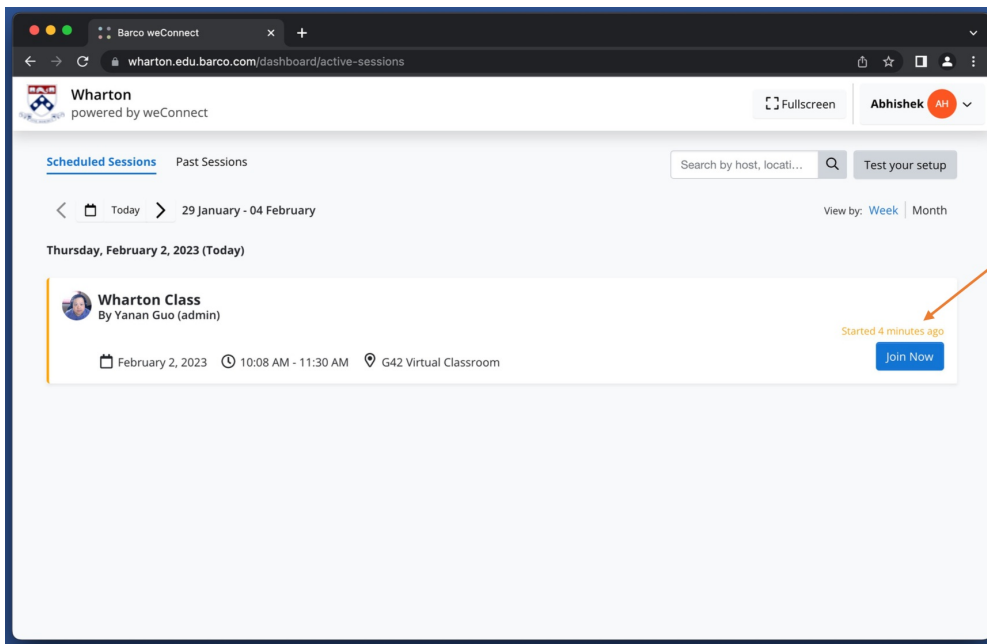 Barco weConnect
wharton.edu.barco.com/dashboard/active-sessions
Wharton
powered by weConnect
Fullscreen
Abhishek AH
Scheduled Sessions Past Sessions
Search by host, locati...
Test your setup
Today 29 January - 04 February
View by: Week | Month
Thursday, February 2, 2023 (Today)
Wharton Class
By Yanan Guo (admin)
Started 4 minutes ago
February 2, 2023 10:08 AM - 11:30 AM G42 Virtual Classroom
Join Now